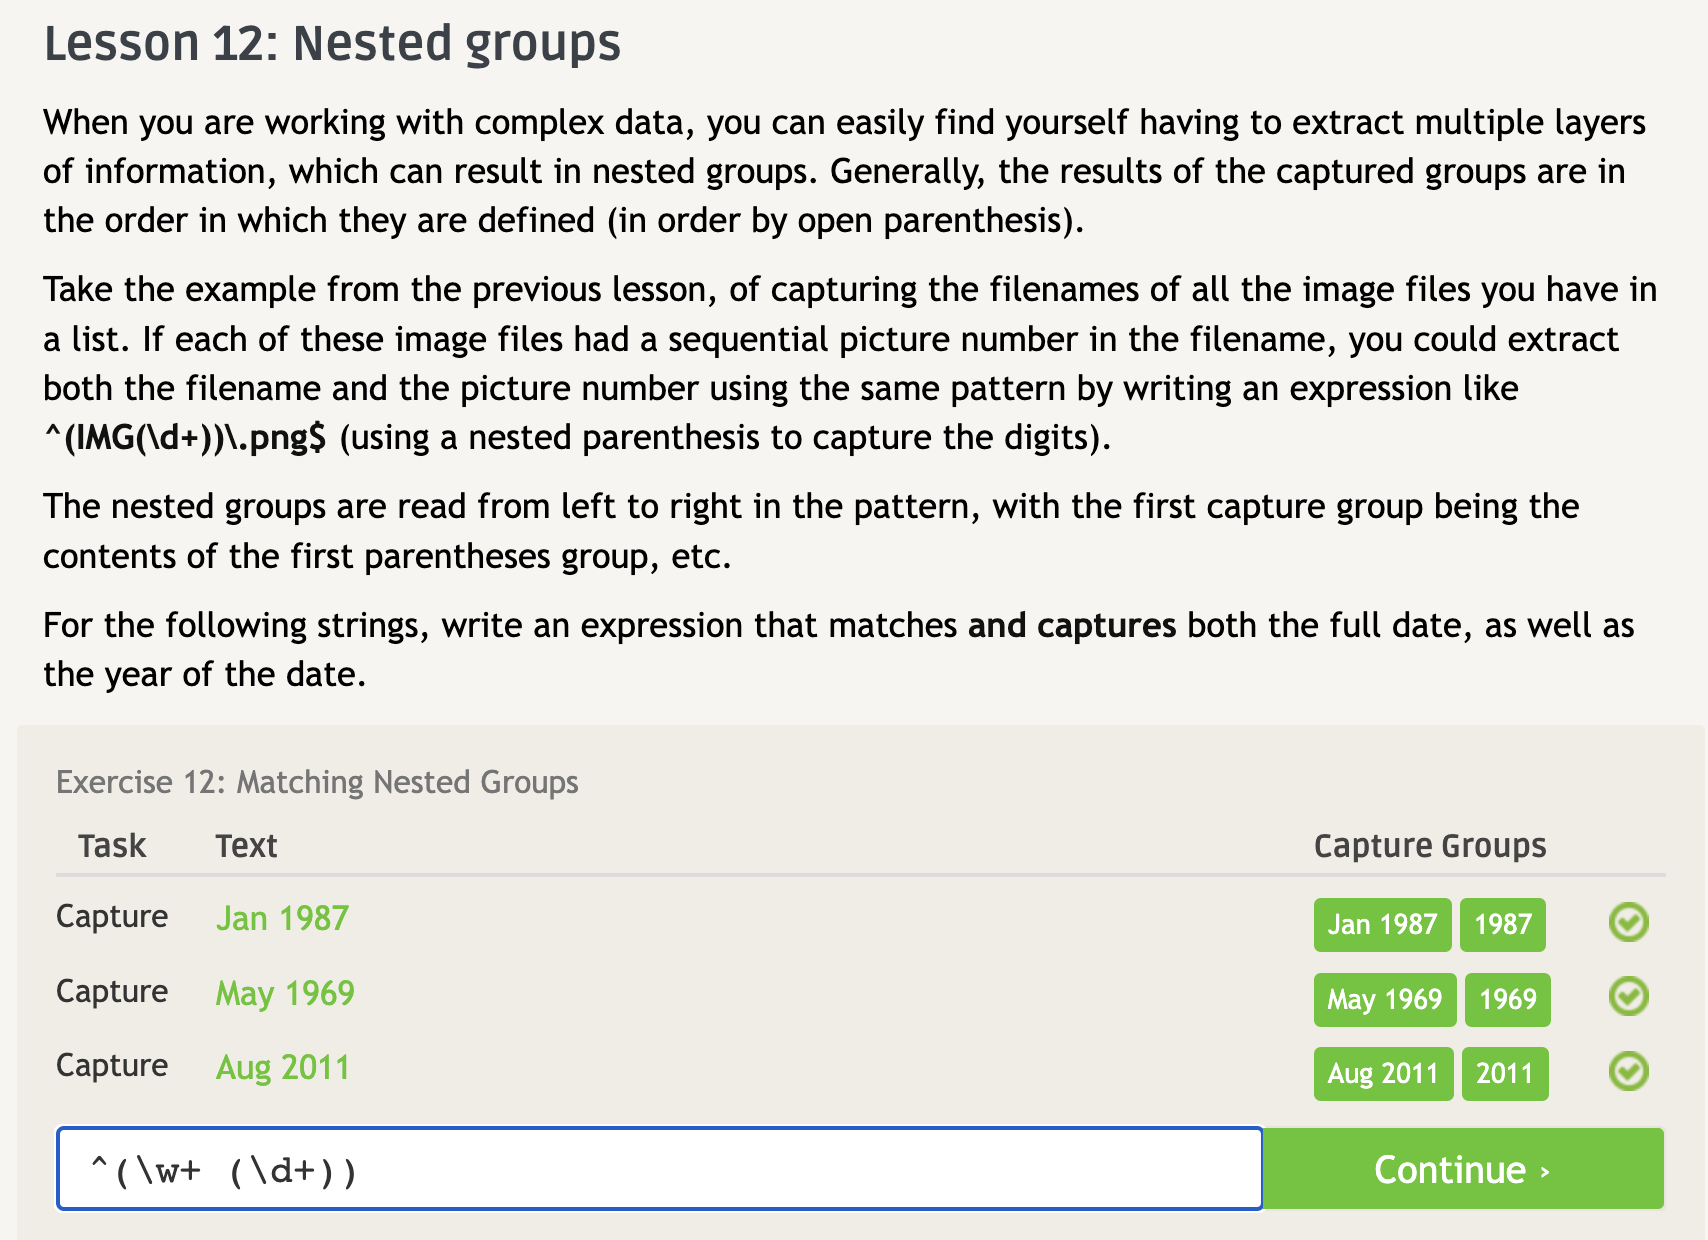 Lesson 12: Nested groups
When you are working with complex data, you can easily find yourself having to extract multiple layers
of information, which can result in nested groups. Generally, the results of the captured groups are in
the order in which they are defined (in order by open parenthesis).
Take the example from the previous lesson, of capturing the filenames of all the image files you have in
a list. If each of these image files had a sequential picture number in the filename, you could extract
both the filename and the picture number using the same pattern by writing an expression like
^(IMG(\d+))\.png$ (using a nested parenthesis to capture the digits).
The nested groups are read from left to right in the pattern, with the first capture group being the
contents of the first parentheses group, etc.
For the following strings, write an expression that matches and captures both the full date, as well as
the year of the date.
Exercise 12: Matching Nested Groups
Task Text Capture Groups
Capture Jan 1987 Jan 1987 1987
Capture May 1969 May 1969 1969
Capture Aug 2011 Aug 2011 2011
^(\w+ (\d+)) Continue ›